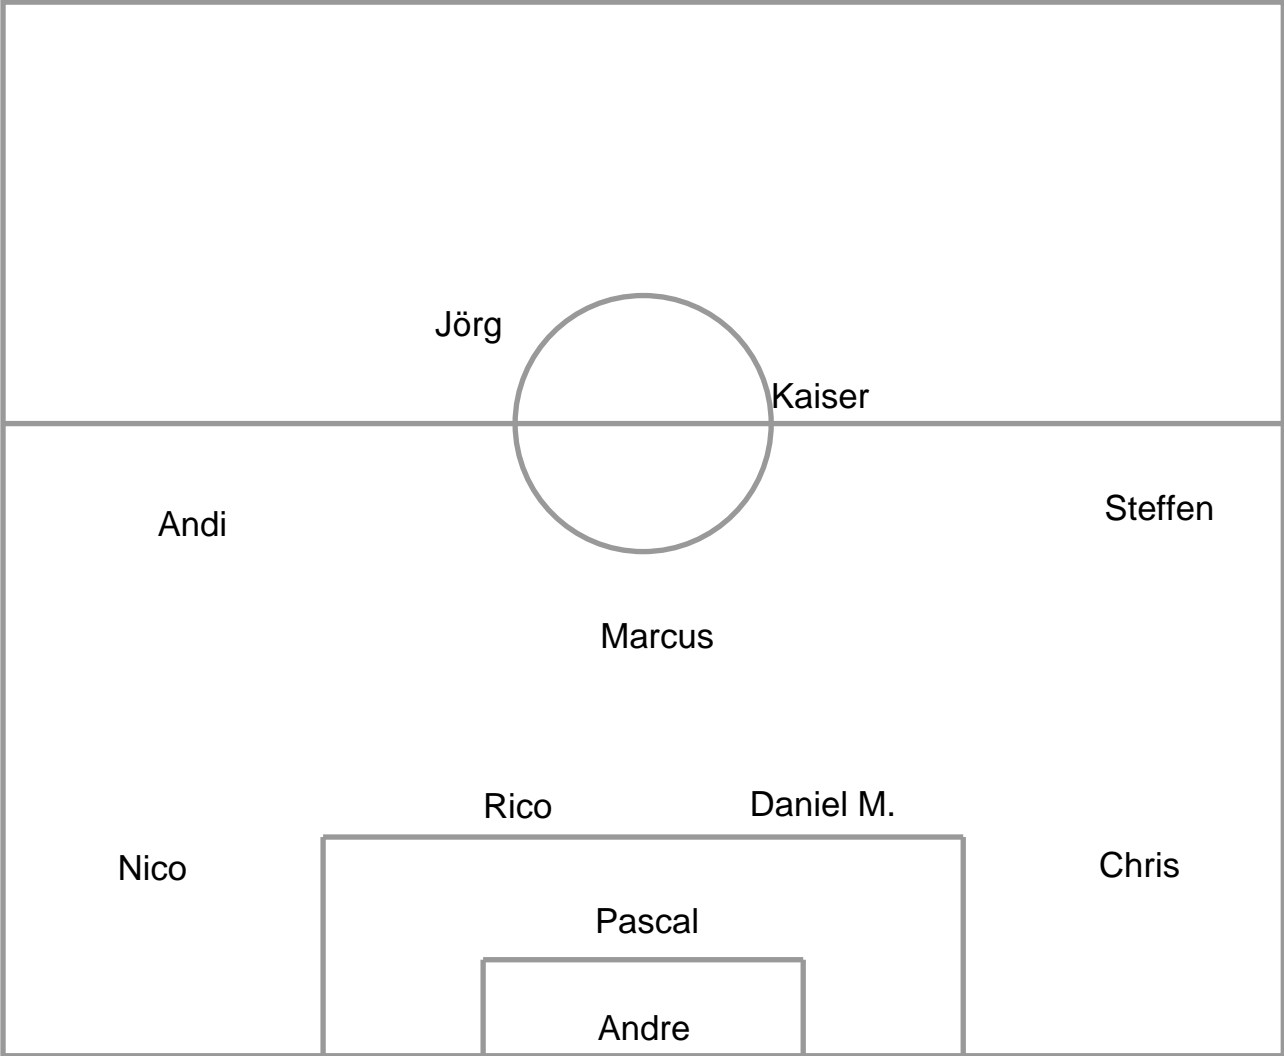 Jörg
Kaiser
Andi
Steffen
Marcus
Rico
Daniel M.
Nico
Chris
Pascal
Andre